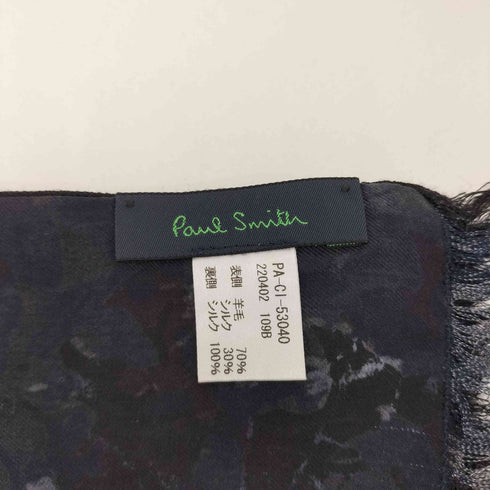 Paul Smith
PA-CI-53040
220402 109B
表側 羊毛 70%
シルク 30%
裏側 シルク 100%